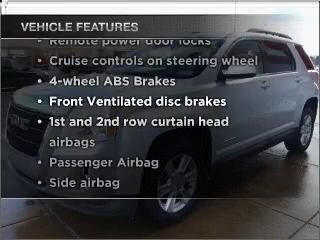 VEHICLE FEATURES
• Remote power door locks
• Cruise controls on steering wheel
• 4-wheel ABS Brakes
• Front Ventilated disc brakes
• 1st and 2nd row curtain head
airbags
• Passenger Airbag
• Side airbag